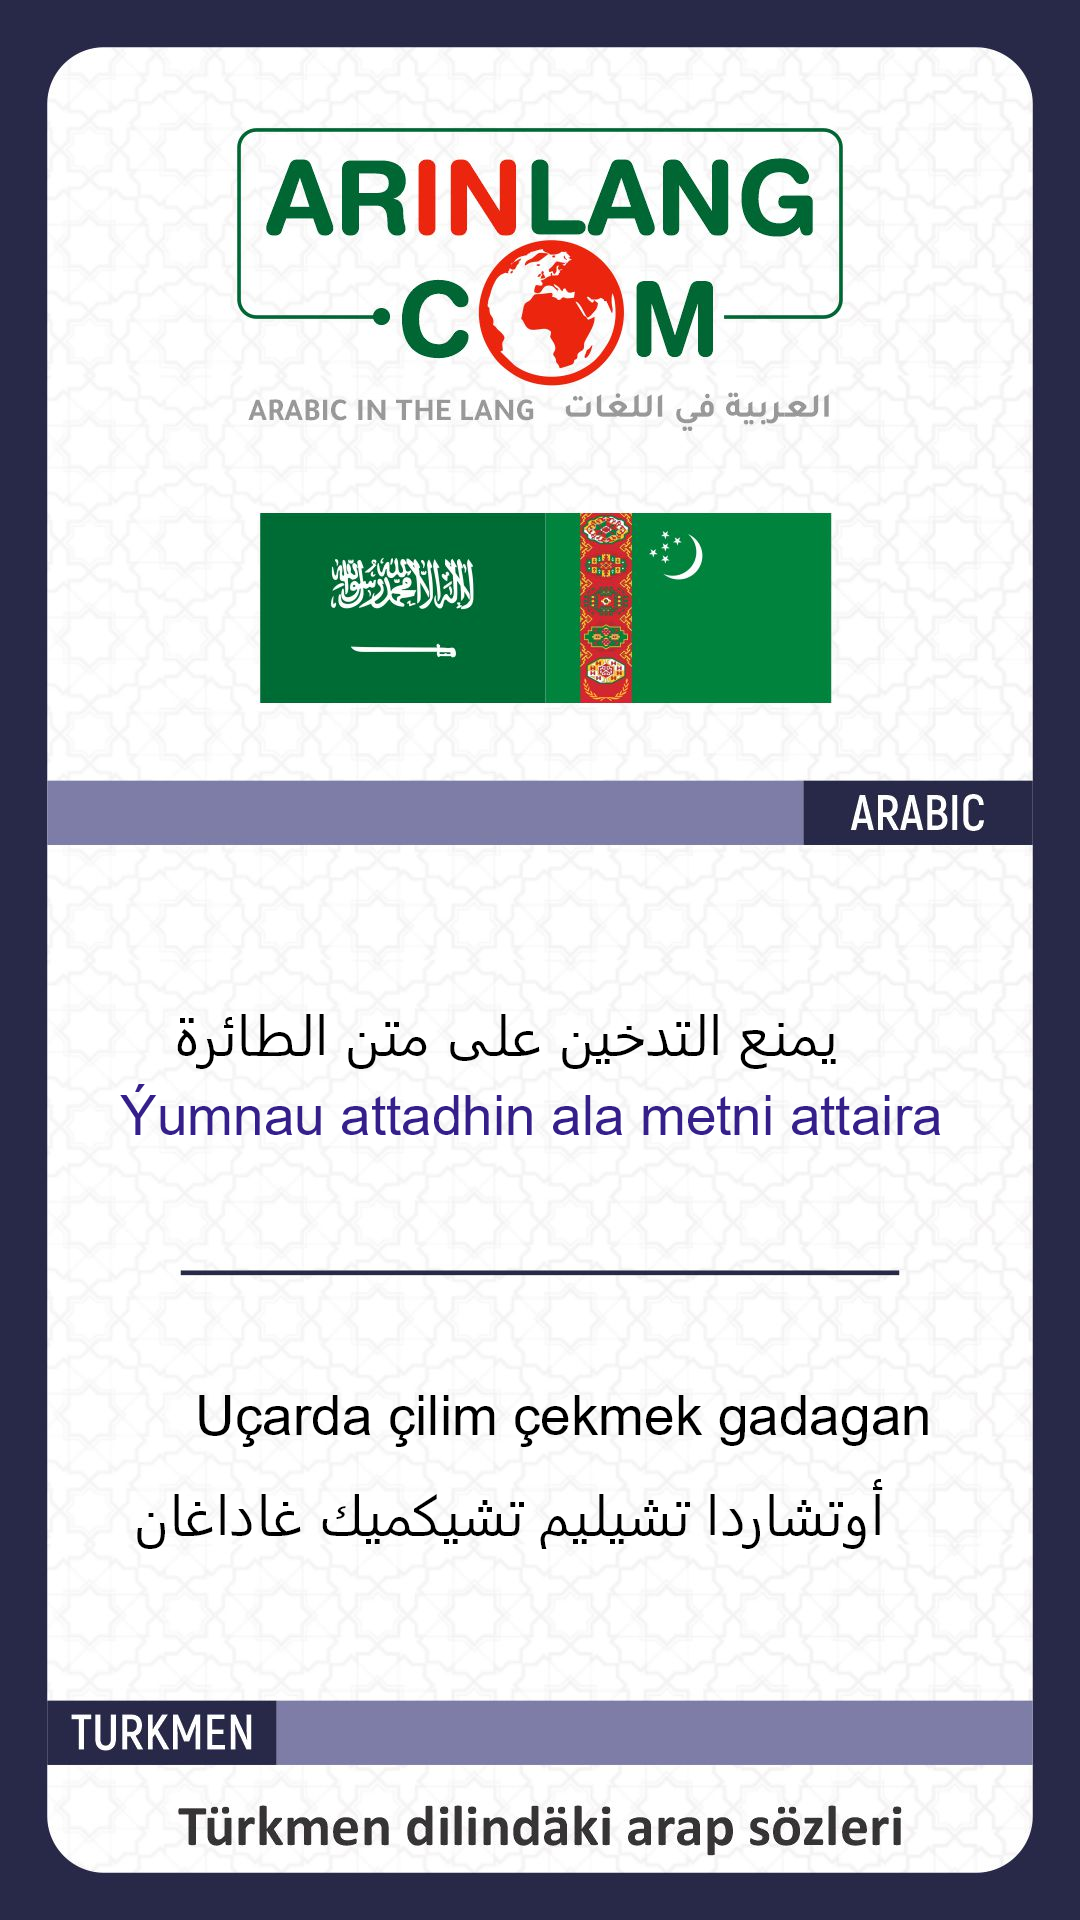 ARINLANG
.COM
ARABIC IN THE LANG العربية في اللغات
لا إله إلا الله محمد رسول الله
ARABIC
يمنع التدخين على متن الطائرة
Ýumnau attadhin ala metni attaira
Uçarda çilim çekmek gadagan
أوتشاردا تشيليم تشيكميك غاداغان
TURKMEN
Türkmen dilindäki arap sözleri